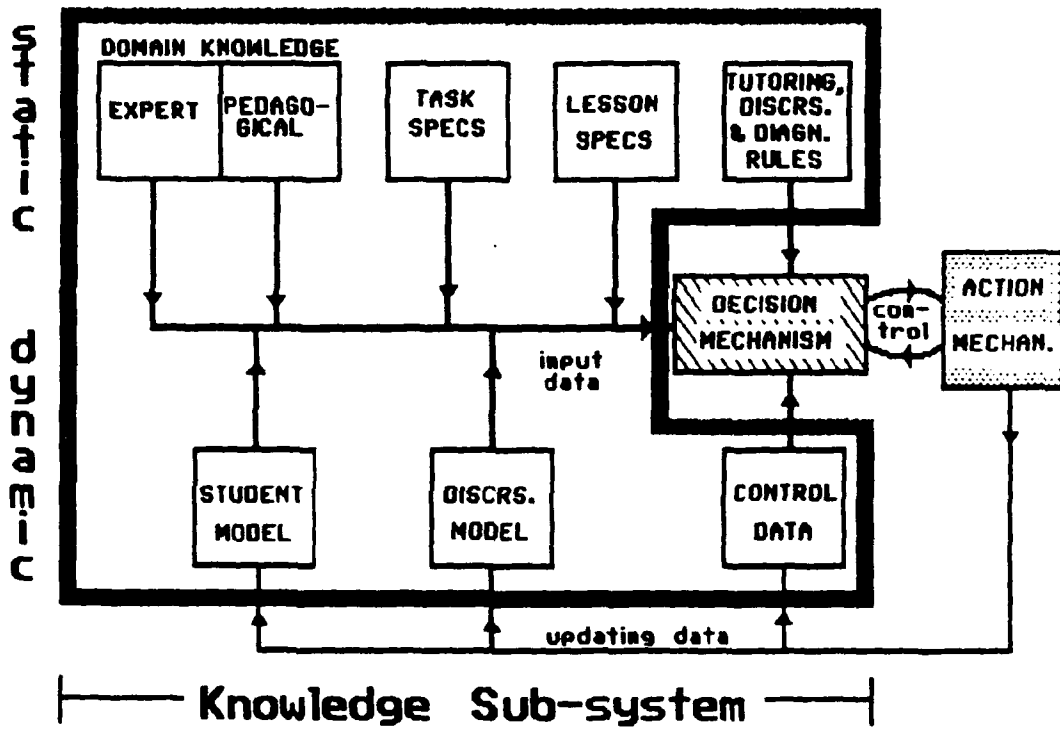 static
DOMAIN KNOWLEDGE
EXPERT
PEDAGO-
GICAL
TASK
SPECS
LESSON
SPECS
TUTORING,
DISCRS.
& DIAGN.
RULES
DECISION
MECHANISM
con-
trol
ACTION
MECHAN.
input
data
dynamic
STUDENT
MODEL
DISCRS.
MODEL
CONTROL
DATA
updating data
Knowledge Sub-system